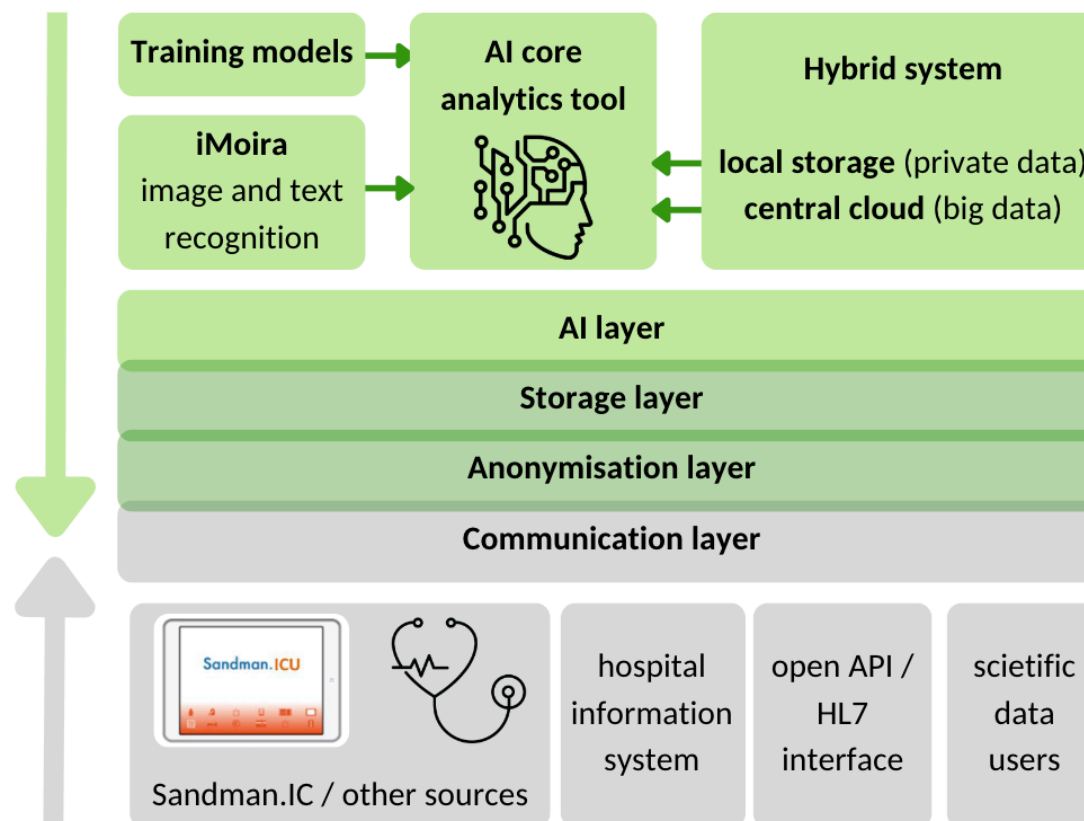 Training models
AI core
analytics tool
Hybrid system
iMoira
image and text
recognition
local storage (private data)
central cloud (big data)
AI layer
Storage layer
Anonymisation layer
Communication layer
Sandman.ICU
Sandman.IC / other sources
hospital
information
system
open API /
HL7
interface
scietific
data
users